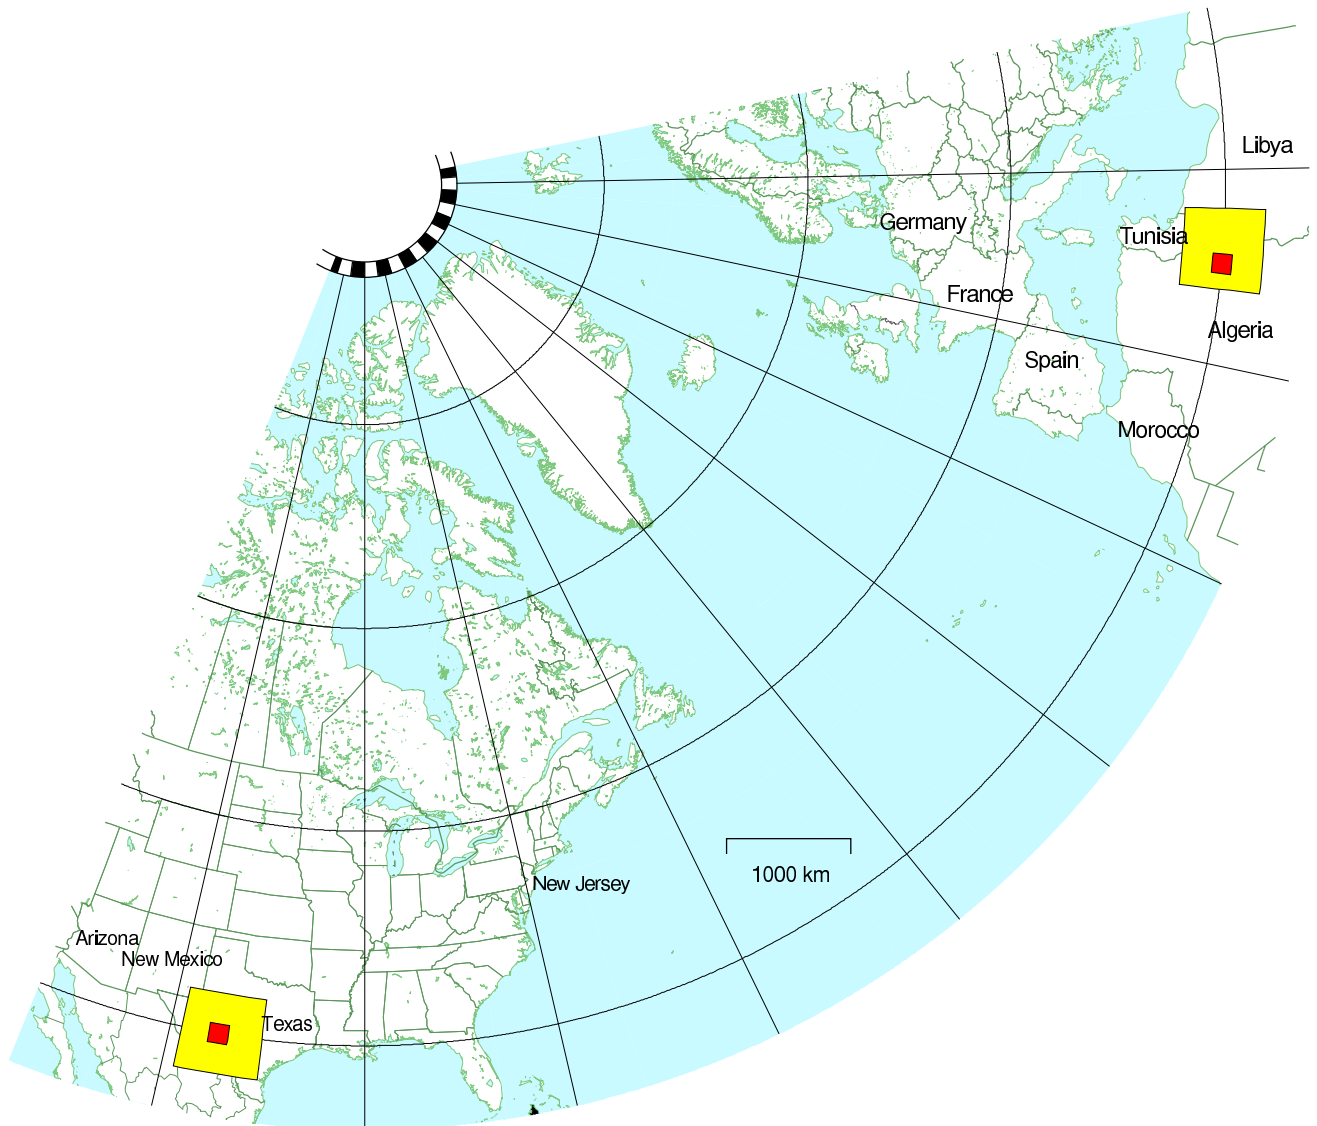 Libya
Germany
Tunisia
France
Algeria
Spain
Morocco
1000 km
New Jersey
Arizona
New Mexico
Texas